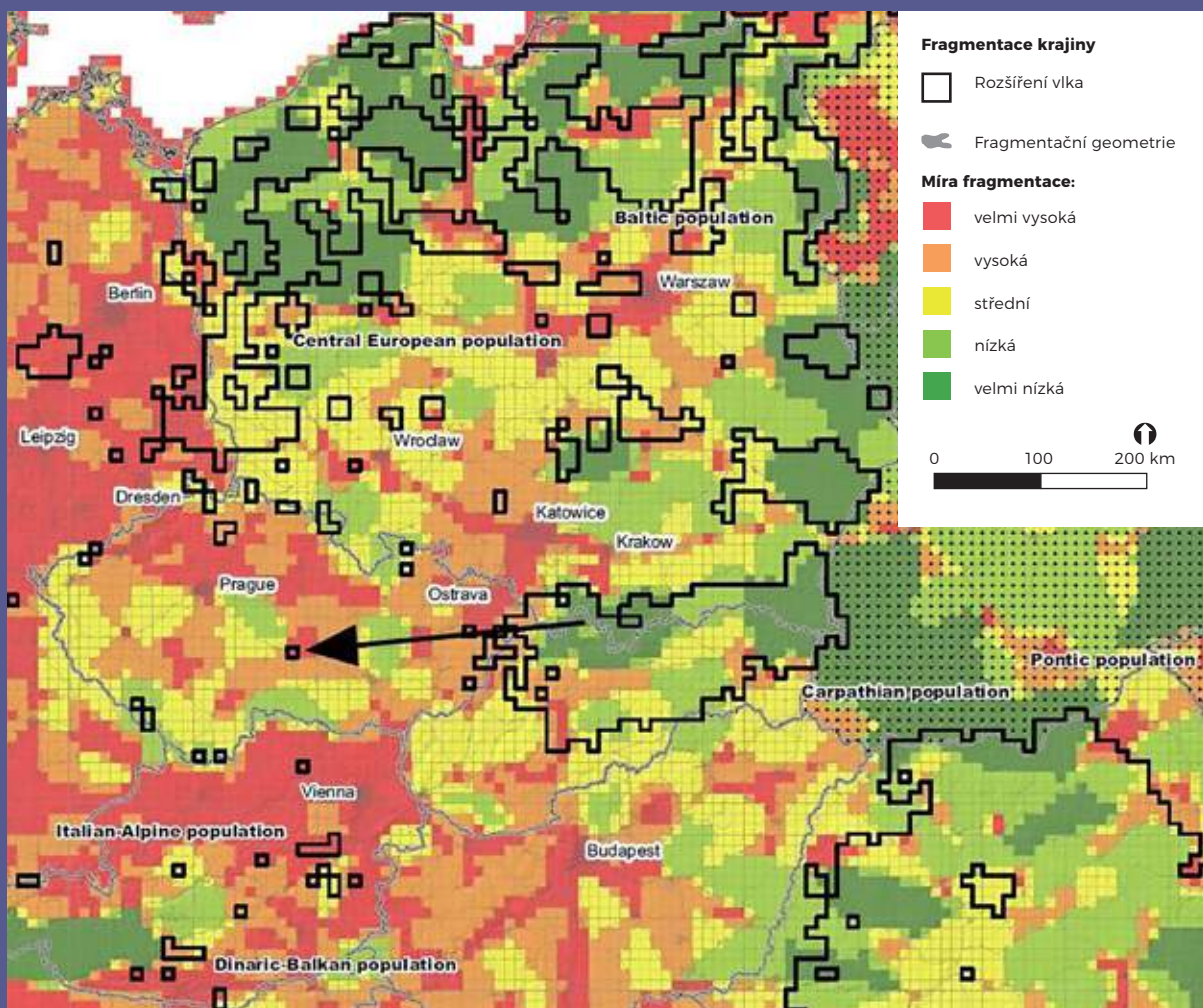 Fragmentace krajiny
Rozšíření vlka
Fragmentační geometrie
Míra fragmentace:
velmi vysoká
vysoká
střední
nízká
velmi nízká
0 100 200 km
Baltic population
Warszaw
Berlin
Central European population
Leipzig
Wroclaw
Dresden
Katowice
Krakow
Prague
Ostrava
Pontic population
Carpathian population
Vienna
Italian-Alpine population
Budapest
Dinaric-Balkan population